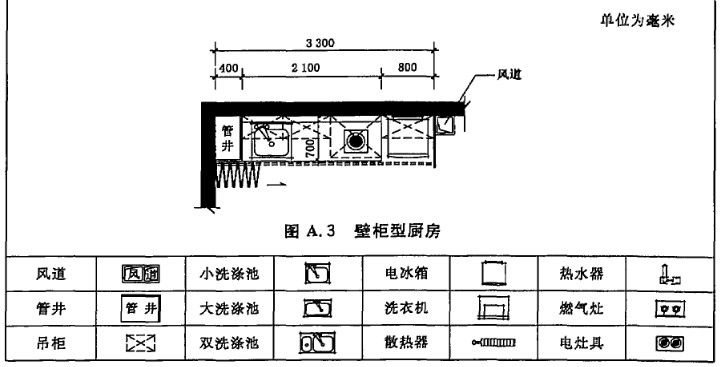 单位为毫米
3 300
400 2 100 800
风道
管井
700
图 A.3 壁柜型厨房
风道 风道 小洗涤池 电冰箱 热水器
管井 管井 大洗涤池 洗衣机 燃气灶
吊柜 双洗涤池 散热器 电灶具